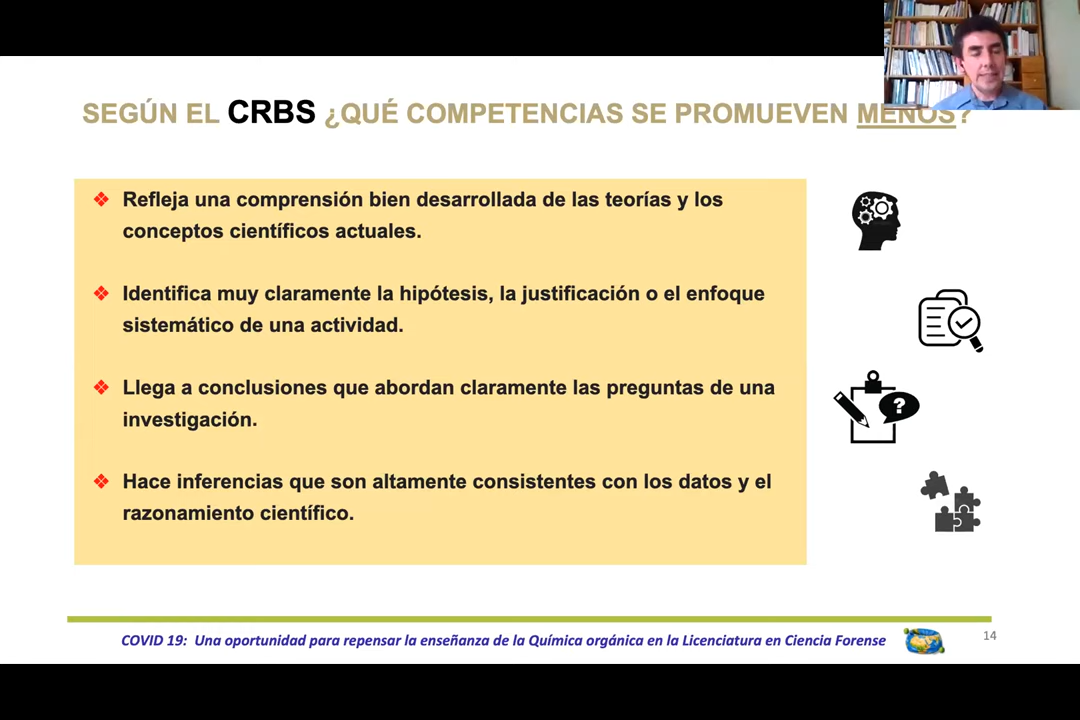 SEGÚN EL CRBS ¿QUÉ COMPETENCIAS SE PROMUEVEN MENOS?
❖ Refleja una comprensión bien desarrollada de las teorías y los
conceptos científicos actuales.
❖ Identifica muy claramente la hipótesis, la justificación o el enfoque
sistemático de una actividad.
❖ Llega a conclusiones que abordan claramente las preguntas de una
investigación.
?
❖ Hace inferencias que son altamente consistentes con los datos y el
razonamiento científico.
COVID 19: Una oportunidad para repensar la enseñanza de la Química orgánica en la Licenciatura en Ciencia Forense
14